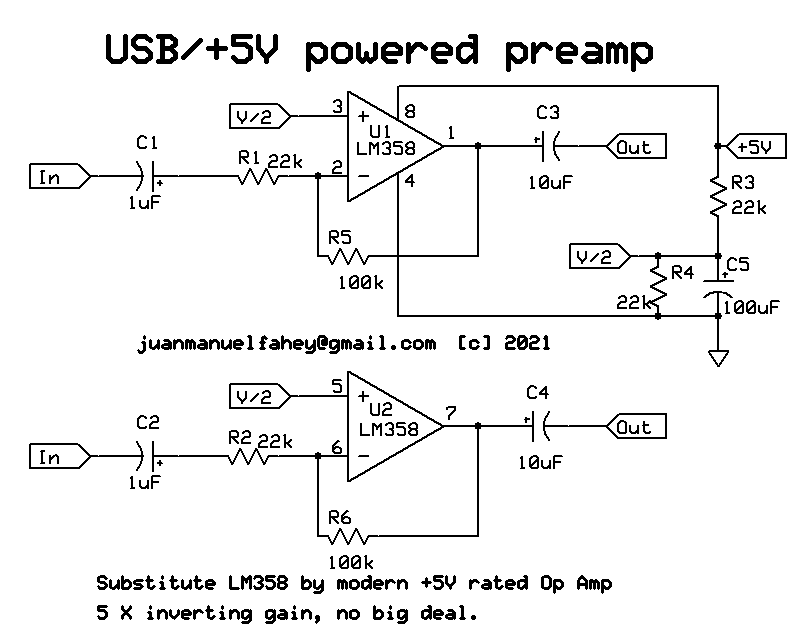 USB/+5V powered preamp
V/2
3
+
8
U1
LM358
1
C3
10uF
Out
+5V
C1
In
1uF
R1 22k
2
-
4
R3
22k
R5
100k
V/2
R4
22k
C5
100uF
juanmanuelfahey@gmail.com [c] 2021
V/2
5
+
U2
LM358
7
C4
10uF
Out
C2
In
1uF
R2 22k
6
-
R6
100k
Substitute LM358 by modern +5V rated Op Amp
5 X inverting gain, no big deal.